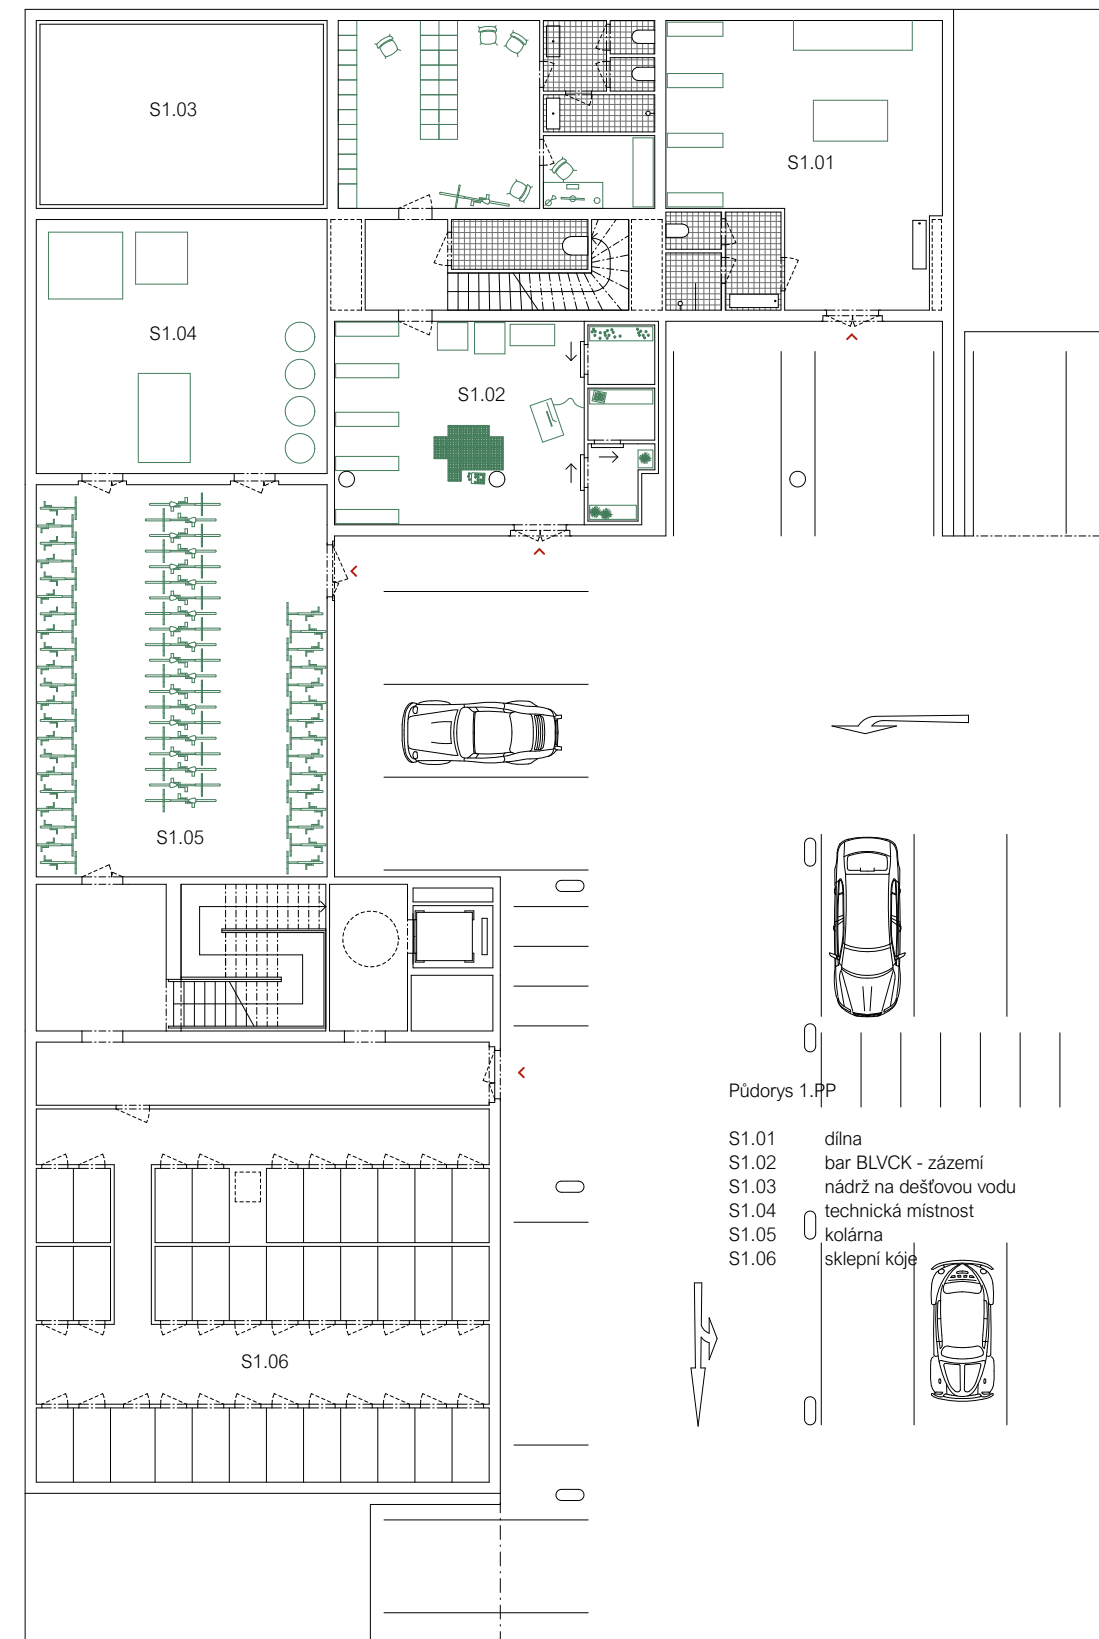 S1.03
S1.01
S1.04
S1.02
S1.05
Půdorys 1.PP
S1.01 dílna
S1.02 bar BLVCK - zázemí
S1.03 nádrž na dešťovou vodu
S1.04 technická místnost
S1.05 kolárna
S1.06 sklepní kóje
S1.06